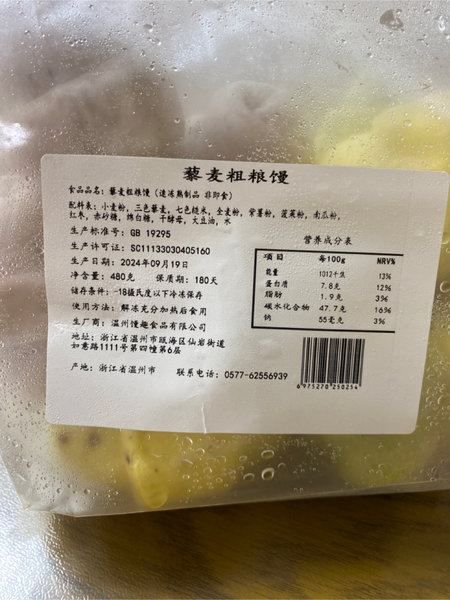 藜麦粗粮馒
食品品名：藜麦粗粮馒（速冻熟制品 非即食）
配料表：小麦粉，三色藜麦，七色糙米，全麦粉，紫薯粉，菠菜粉，南瓜粉，
红枣，赤砂糖，绵白糖，干酵母，大豆油，水
生产标准号：GB 19295
生产许可证：SC11133030405160
生产日期：2024年09月19日
净含量：480克 保质期：180天
储存条件：-18摄氏度以下冷冻保存
使用方法：解冻充分加热后食用
生产厂商：温州馒趣食品有限公司
地址：浙江省温州市瓯海区仙岩街道
如意路1111号第四幢第6层
产地：浙江省温州市 联系电话：0577-62556939
营养成分表
项目 每100g NRV%
能量 1012千焦 13%
蛋白质 7.8克 12%
脂肪 1.9克 3%
碳水化合物 47.7克 16%
钠 55毫克 3%
6975270250254